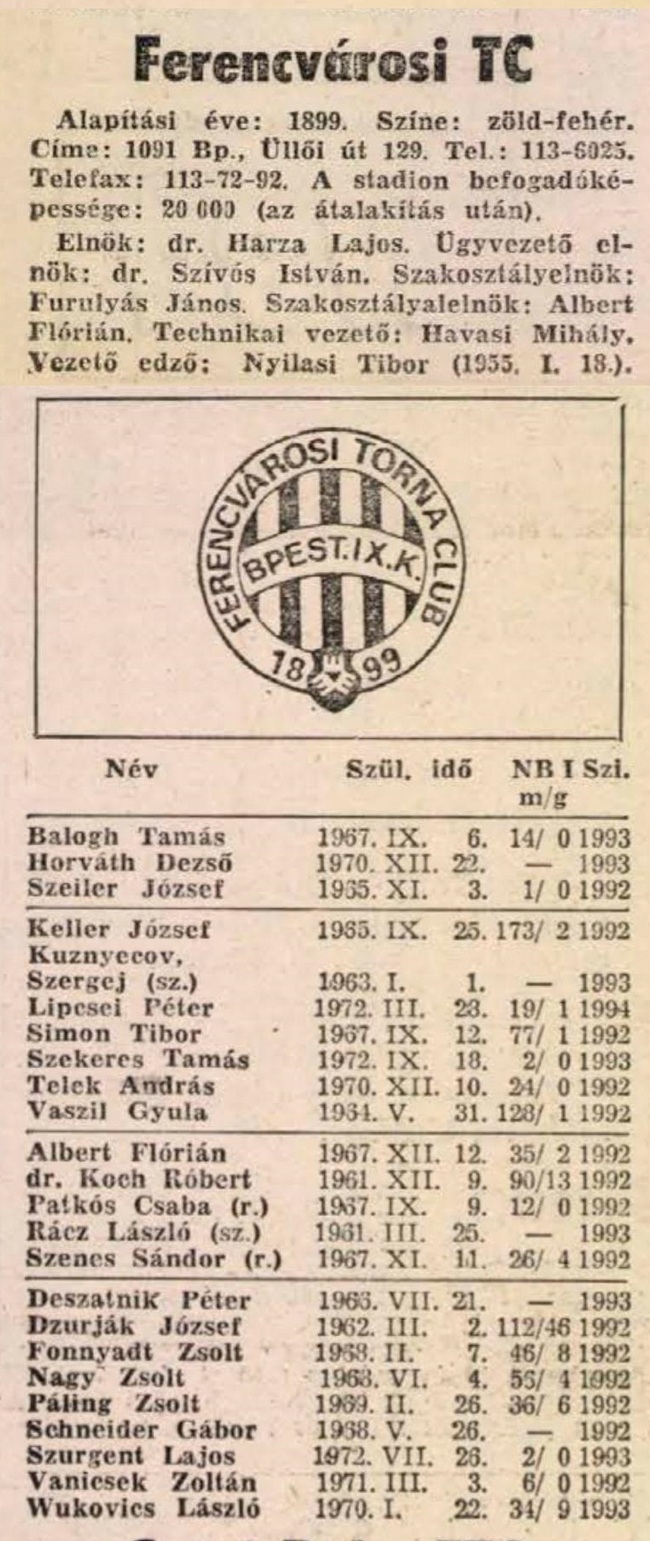 Ferencvárosi TC
Alapítási éve: 1899. Színe: zöld-fehér.
Címe: 1091 Bp., Üllői út 129. Tel.: 113-6025.
Telefax: 113-72-92. A stadion befogadóké-
pessége: 20 000 (az átalakítás után).
Elnök: dr. Harza Lajos. Ügyvezető el-
nök: dr. Szívós István. Szakosztályelnök:
Furulyás János. Szakosztályalelnök: Albert
Flórián. Technikai vezető: Havasi Mihály.
Vezető edző: Nyilasi Tibor (1955. I. 18.).
FERENCVÁROSI TORNA CLUB
BPEST.IX.K.
1899
Név Szül. idő NB I Szi.
m/g
Balogh Tamás 1967. IX. 6. 14/ 0 1993
Horváth Dezső 1970. XII. 22. — 1993
Szeiler József 1965. XI. 3. 1/ 0 1992
Keller József 1965. IX. 25. 173/ 2 1992
Kuznyecov,
Szergej (sz.) 1963. I. 1. — 1993
Lipcsei Péter 1972. III. 28. 19/ 1 1994
Simon Tibor 1967. IX. 12. 77/ 1 1992
Szekeres Tamás 1972. IX. 18. 2/ 0 1993
Telek András 1970. XII. 10. 24/ 0 1992
Vaszil Gyula 1964. V. 31. 128/ 1 1992
Albert Flórián 1967. XII. 12. 35/ 2 1992
dr. Koch Róbert 1961. XII. 9. 90/13 1992
Patkós Csaba (r.) 1967. IX. 9. 12/ 0 1992
Rácz László (sz.) 1961. III. 25. — 1993
Szenes Sándor (r.) 1967. XI. 11. 26/ 4 1992
Deszatnik Péter 1966. VII. 21. — 1993
Dzurják József 1962. III. 2. 112/46 1992
Fonnyadt Zsolt 1968. II. 7. 46/ 8 1992
Nagy Zsolt 1968. VI. 4. 55/ 4 1992
Páling Zsolt 1969. II. 26. 36/ 6 1992
Schneider Gábor 1968. V. 26. — 1992
Szurgent Lajos 1972. VII. 26. 2/ 0 1993
Vanicsek Zoltán 1971. III. 3. 6/ 0 1992
Wukovics László 1970. I. 22. 34/ 9 1993